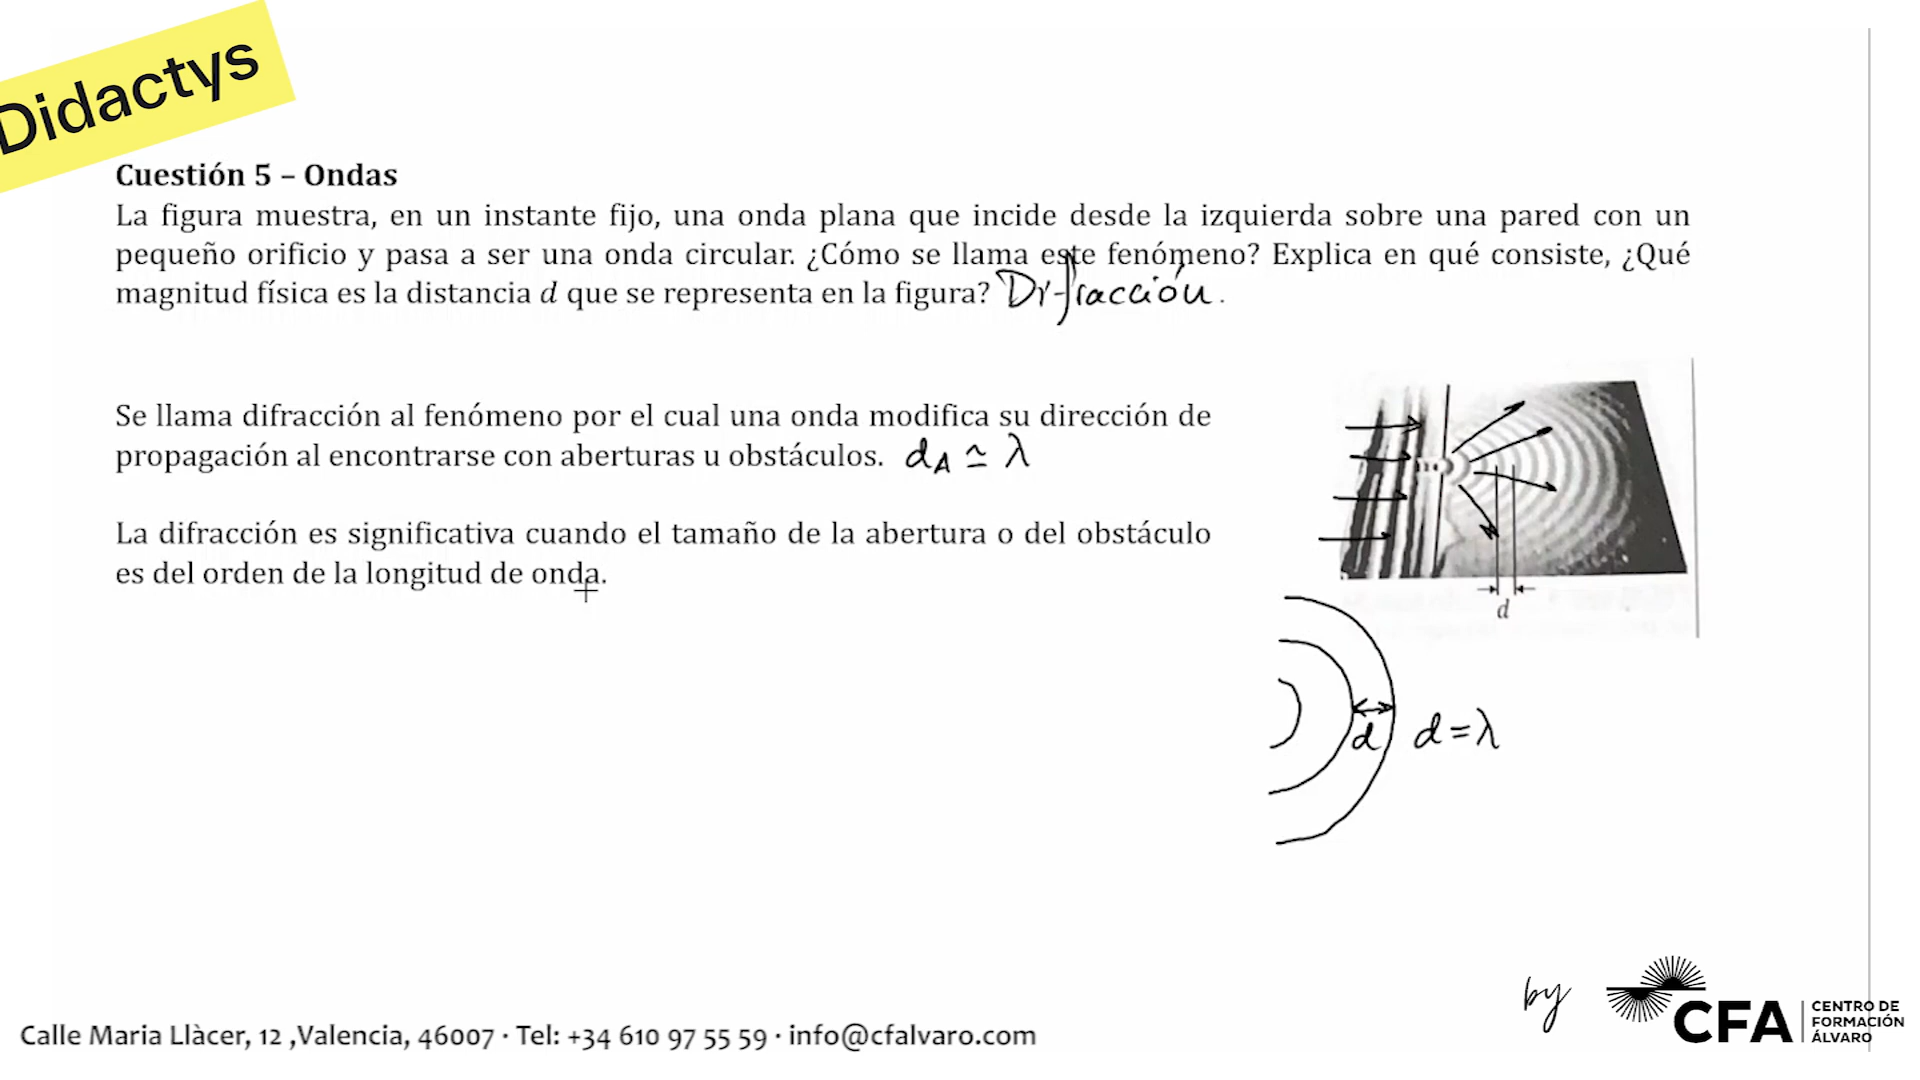 Didactys
Cuestión 5 – Ondas
La figura muestra, en un instante fijo, una onda plana que incide desde la izquierda sobre una pared con un
pequeño orificio y pasa a ser una onda circular. ¿Cómo se llama este fenómeno? Explica en qué consiste, ¿Qué
magnitud física es la distancia d que se representa en la figura? Difracción.
Se llama difracción al fenómeno por el cual una onda modifica su dirección de
propagación al encontrarse con aberturas u obstáculos. dA ≃ λ
La difracción es significativa cuando el tamaño de la abertura o del obstáculo
es del orden de la longitud de onda.
d
d d=λ
by
CFA
CENTRO DE
FORMACIÓN
ÁLVARO
Calle Maria Llàcer, 12 ,Valencia, 46007 · Tel: +34 610 97 55 59 · info@cfalvaro.com